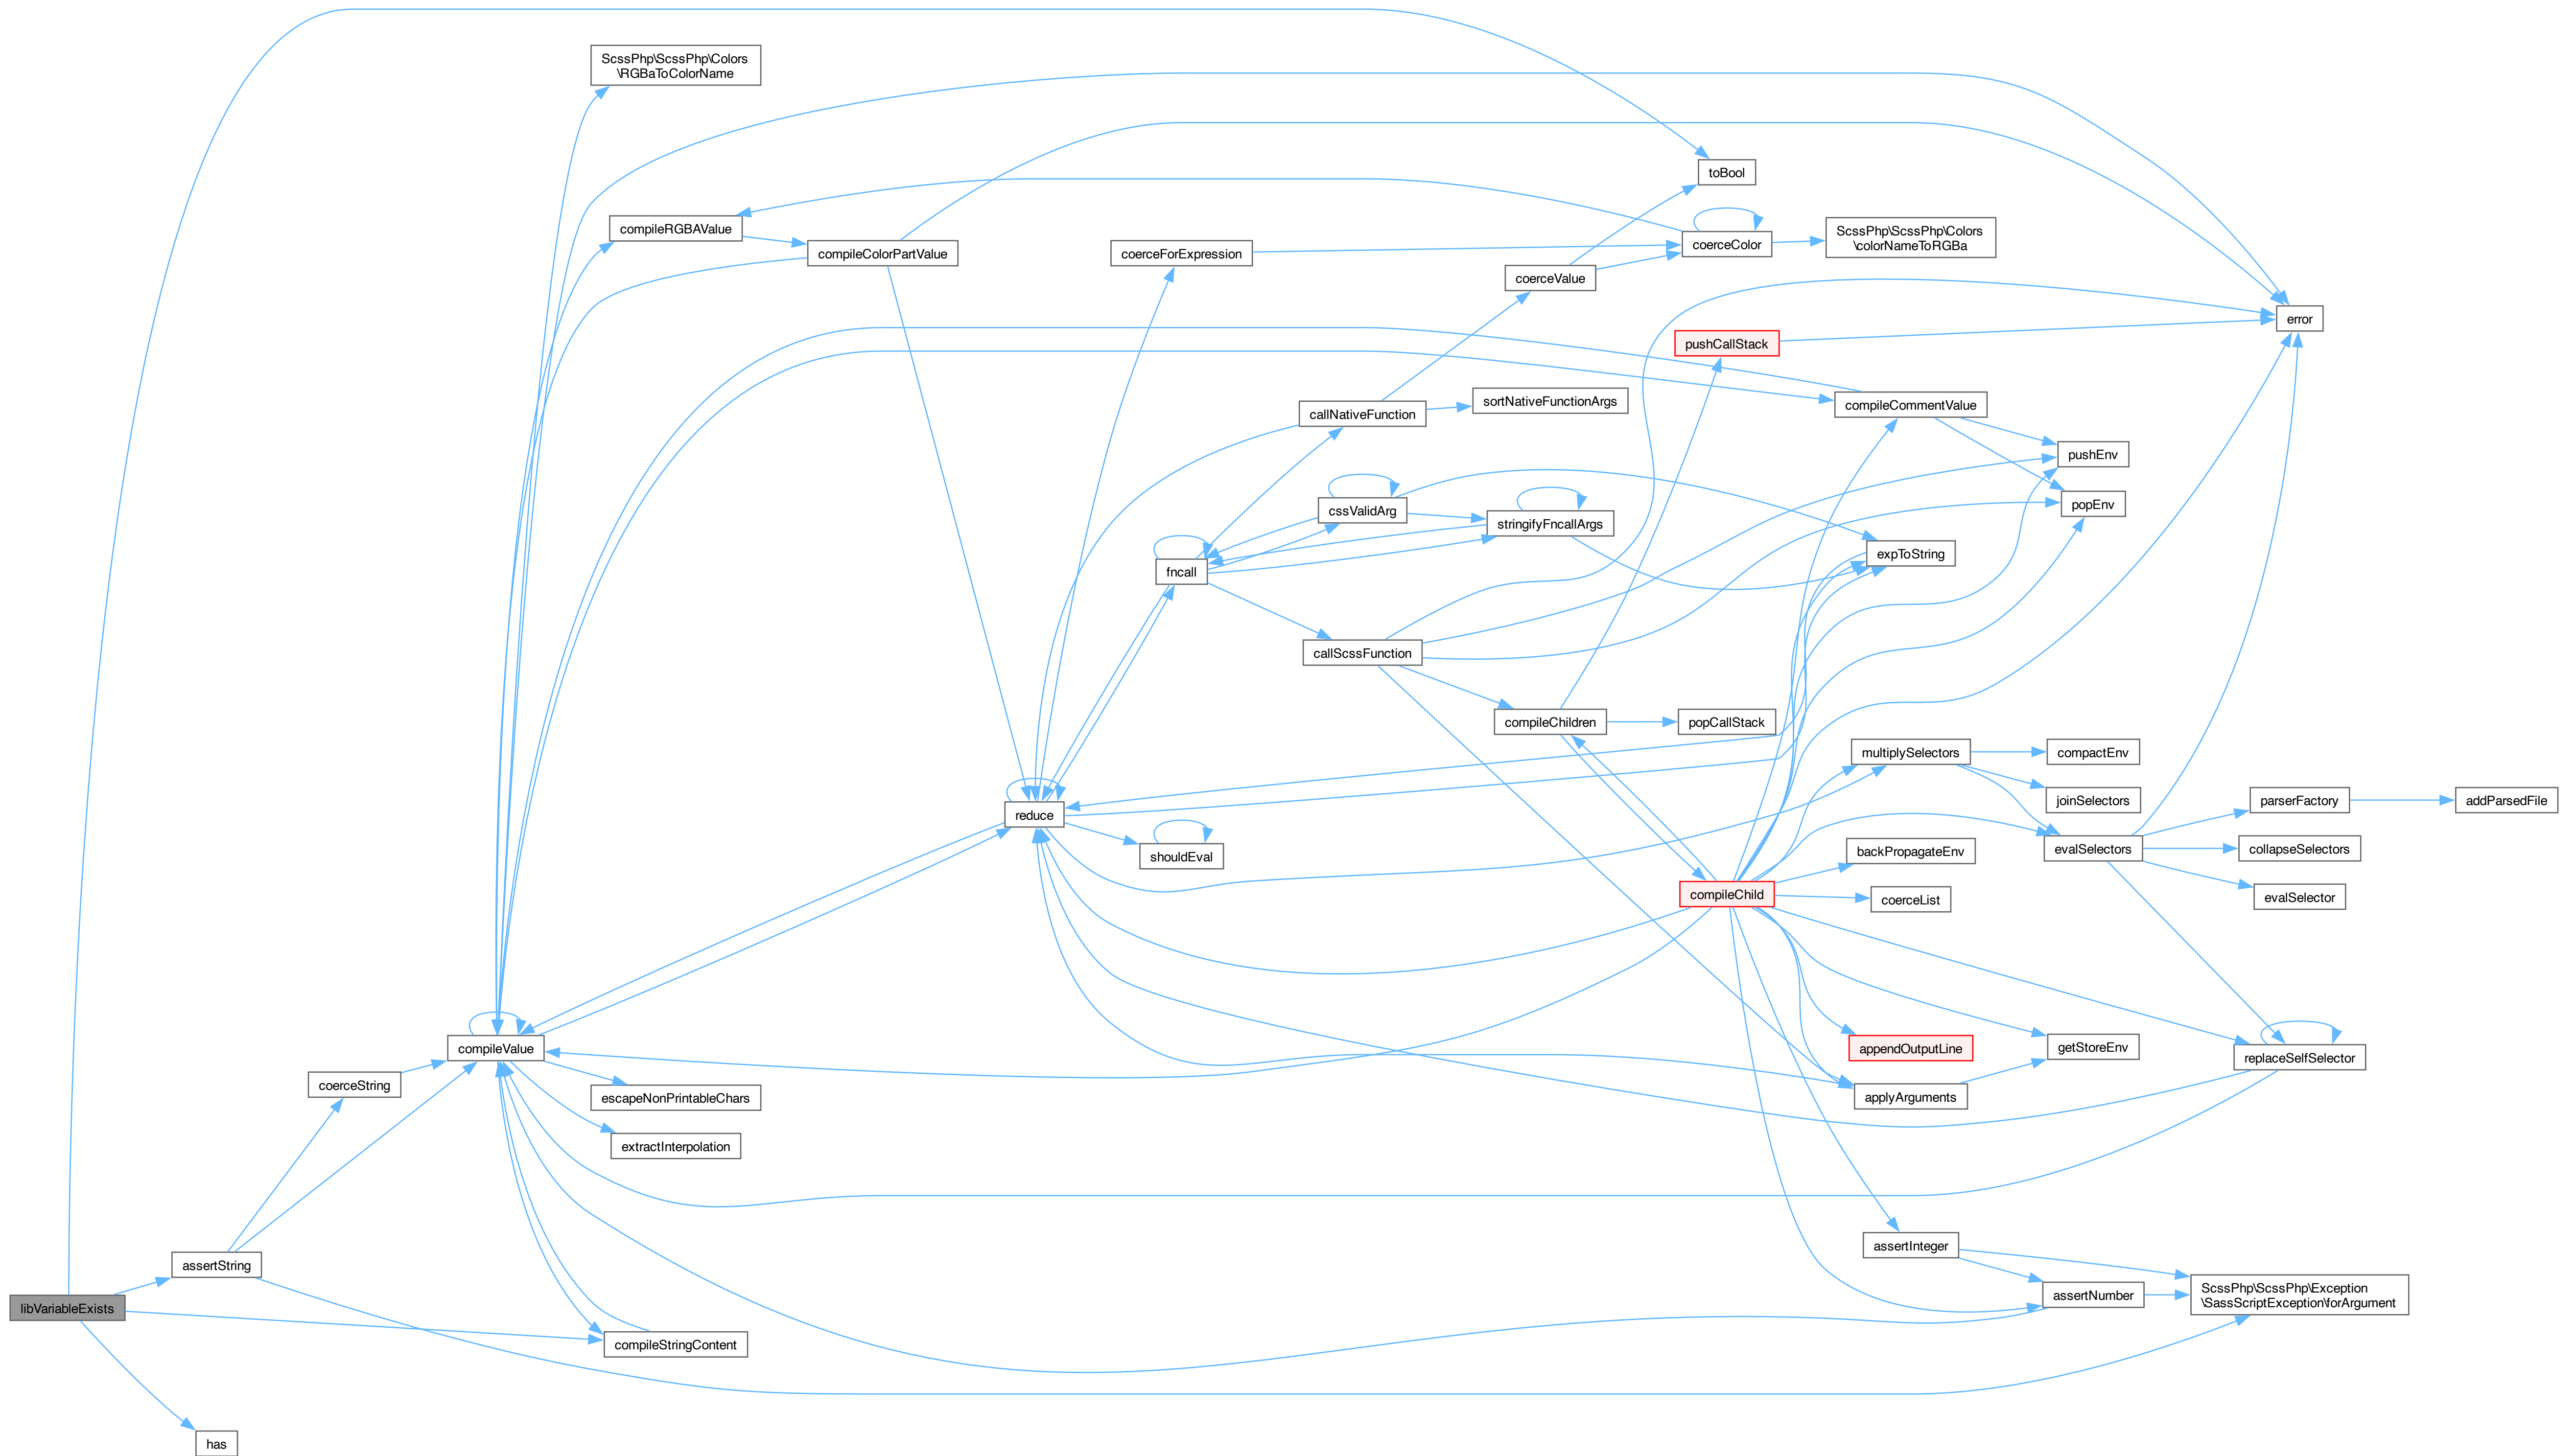 ScssPhp\ScssPhp\Colors
\RGBaToColorName
toBool
compileRGBAValue
compileColorPartValue
coerceForExpression
coerceColor
ScssPhp\ScssPhp\Colors
\colorNameToRGBa
coerceValue
error
pushCallStack
sortNativeFunctionArgs
callNativeFunction
compileCommentValue
pushEnv
popEnv
cssValidArg
stringifyFncallArgs
expToString
fncall
callScssFunction
compileChildren
popCallStack
multiplySelectors
compactEnv
joinSelectors
parserFactory
addParsedFile
reduce
shouldEval
backPropagateEnv
evalSelectors
collapseSelectors
compileChild
coerceList
evalSelector
compileValue
appendOutputLine
getStoreEnv
replaceSelfSelector
coerceString
escapeNonPrintableChars
applyArguments
extractInterpolation
assertString
assertInteger
assertNumber
ScssPhp\ScssPhp\Exception
\SassScriptException\forArgument
libVariableExists
compileStringContent
has